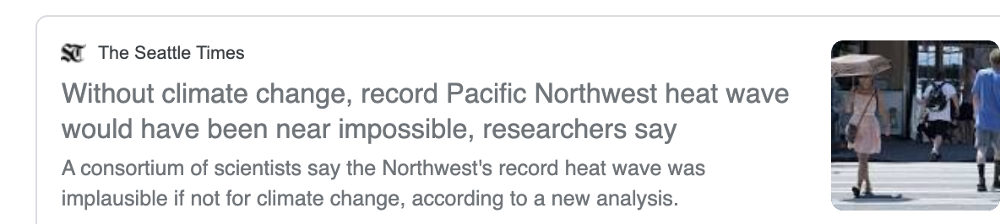 The Seattle Times
Without climate change, record Pacific Northwest heat wave
would have been near impossible, researchers say
A consortium of scientists say the Northwest's record heat wave was
implausible if not for climate change, according to a new analysis.